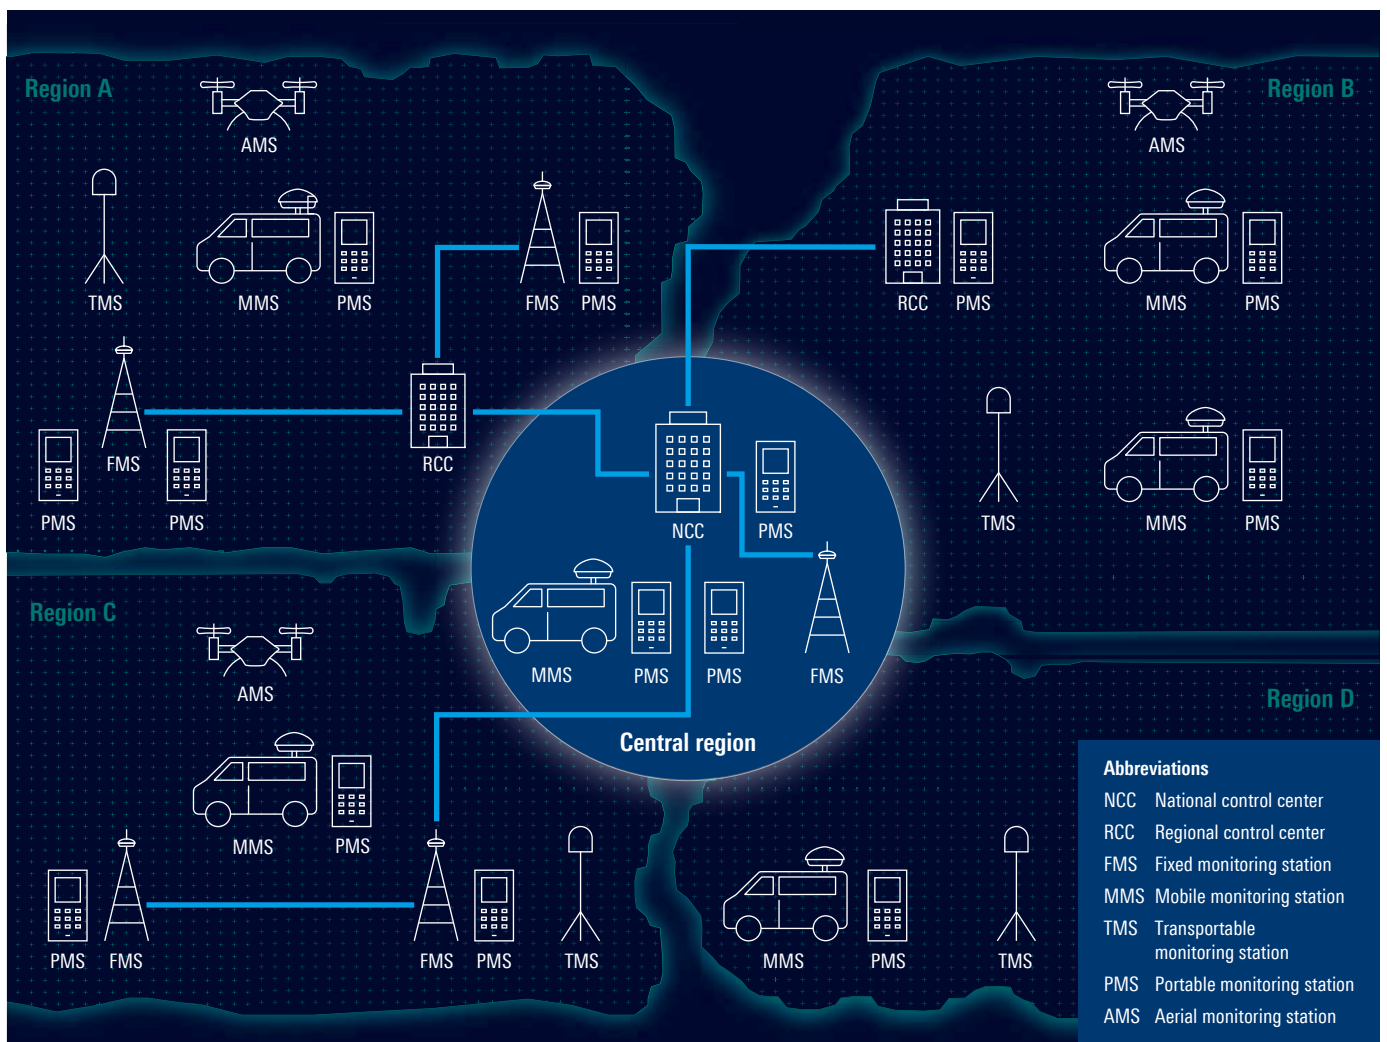 Region A
AMS
TMS
MMS
PMS
FMS
PMS
FMS
PMS
PMS
RCC
Region B
AMS
RCC
PMS
MMS
PMS
TMS
MMS
PMS
NCC
PMS
MMS
PMS
PMS
FMS
Central region
Region C
AMS
MMS
PMS
PMS
FMS
FMS
PMS
TMS
Region D
MMS
PMS
TMS
Abbreviations
NCC National control center
RCC Regional control center
FMS Fixed monitoring station
MMS Mobile monitoring station
TMS Transportable
monitoring station
PMS Portable monitoring station
AMS Aerial monitoring station